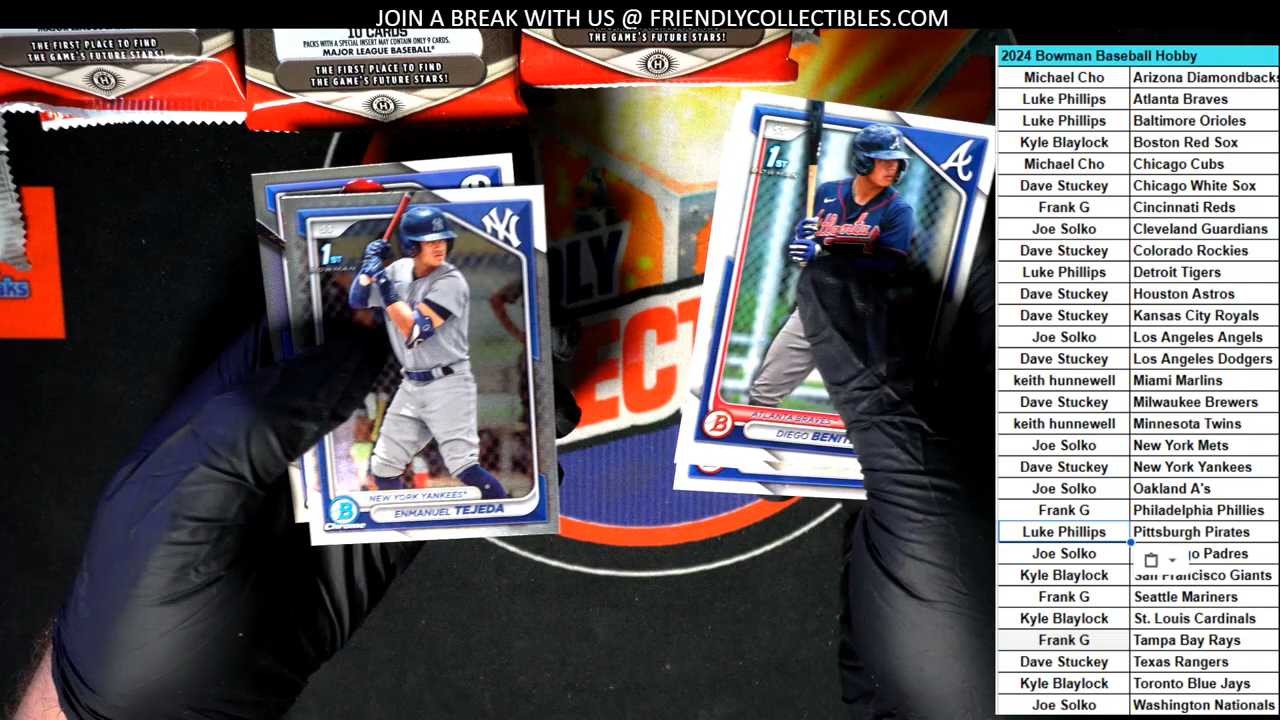 JOIN A BREAK WITH US @ FRIENDLYCOLLECTIBLES.COM
THE FIRST PLACE TO FIND
THE GAME'S FUTURE STARS!
10 CARDS
PACKS WITH A SPECIAL INSERT MAY CONTAIN ONLY 9 CARDS.
MAJOR LEAGUE BASEBALL®
THE FIRST PLACE TO FIND
THE GAME'S FUTURE STARS!
THE GAME'S FUTURE STARS!
SS
1ST
BOWMAN
NY
NEW YORK YANKEES®
ENMANUEL TEJEDA
B
Chrome
SS
1ST
BOWMAN
A
Atlanta
ATLANTA BRAVES
DIEGO BENIT
B
ECT
2024 Bowman Baseball Hobby
Michael Cho Arizona Diamondback
Luke Phillips Atlanta Braves
Luke Phillips Baltimore Orioles
Kyle Blaylock Boston Red Sox
Michael Cho Chicago Cubs
Dave Stuckey Chicago White Sox
Frank G Cincinnati Reds
Joe Solko Cleveland Guardians
Dave Stuckey Colorado Rockies
Luke Phillips Detroit Tigers
Dave Stuckey Houston Astros
Dave Stuckey Kansas City Royals
Joe Solko Los Angeles Angels
Dave Stuckey Los Angeles Dodgers
keith hunnewell Miami Marlins
Dave Stuckey Milwaukee Brewers
keith hunnewell Minnesota Twins
Joe Solko New York Mets
Dave Stuckey New York Yankees
Joe Solko Oakland A's
Frank G Philadelphia Phillies
Luke Phillips Pittsburgh Pirates
Joe Solko go Padres
Kyle Blaylock San Francisco Giants
Frank G Seattle Mariners
Kyle Blaylock St. Louis Cardinals
Frank G Tampa Bay Rays
Dave Stuckey Texas Rangers
Kyle Blaylock Toronto Blue Jays
Joe Solko Washington Nationals